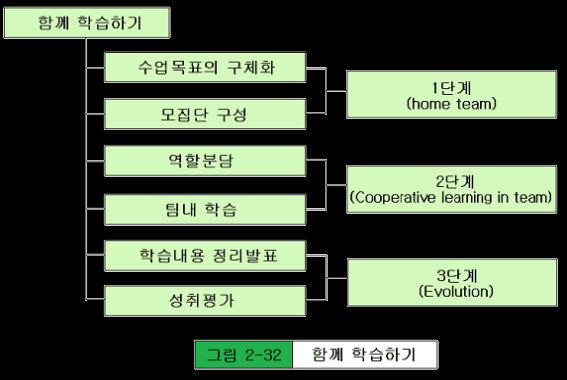 함께 학습하기
수업목표의 구체화
모집단 구성
1단계
(home team)
역할분담
팀내 학습
2단계
(Cooperative learning in team)
학습내용 정리발표
성취평가
3단계
(Evolution)
그림 2-32 함께 학습하기